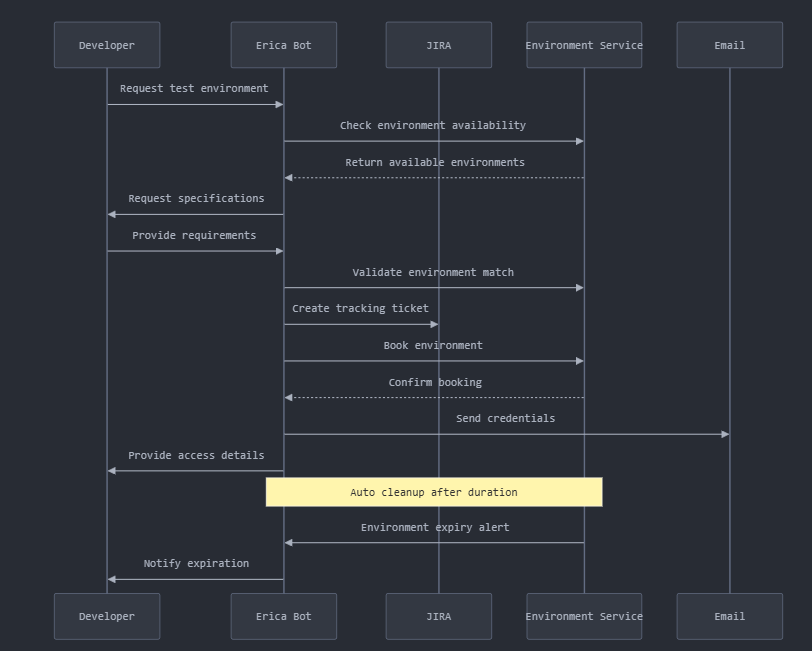 Developer
Erica Bot
JIRA
Environment Service
Email
Request test environment
Check environment availability
Return available environments
Request specifications
Provide requirements
Validate environment match
Create tracking ticket
Book environment
Confirm booking
Send credentials
Provide access details
Auto cleanup after duration
Environment expiry alert
Notify expiration
Developer
Erica Bot
JIRA
Environment Service
Email